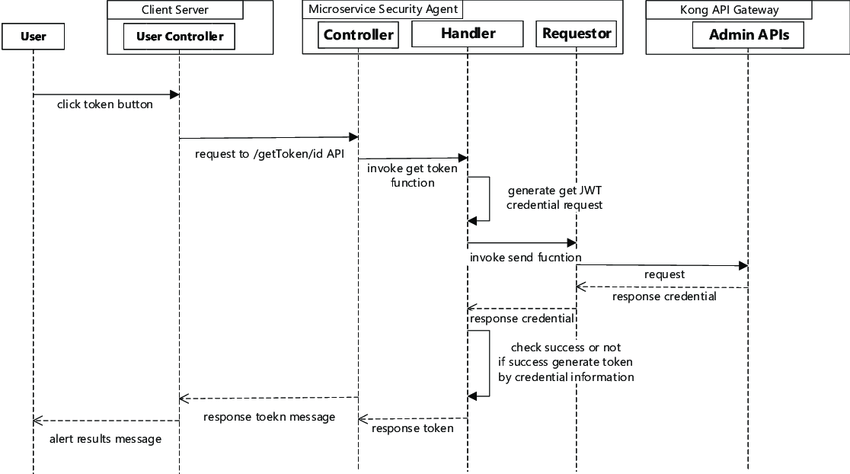 Client Server
Microservice Security Agent
Kong API Gateway
User
User Controller
Controller
Handler
Requestor
Admin APIs
click token button
request to /getToken/id API
invoke get token
function
generate get JWT
credential request
invoke send fucntion
request
response credential
response credential
check success or not
if success generate token
by credential information
response toekn message
response token
alert results message